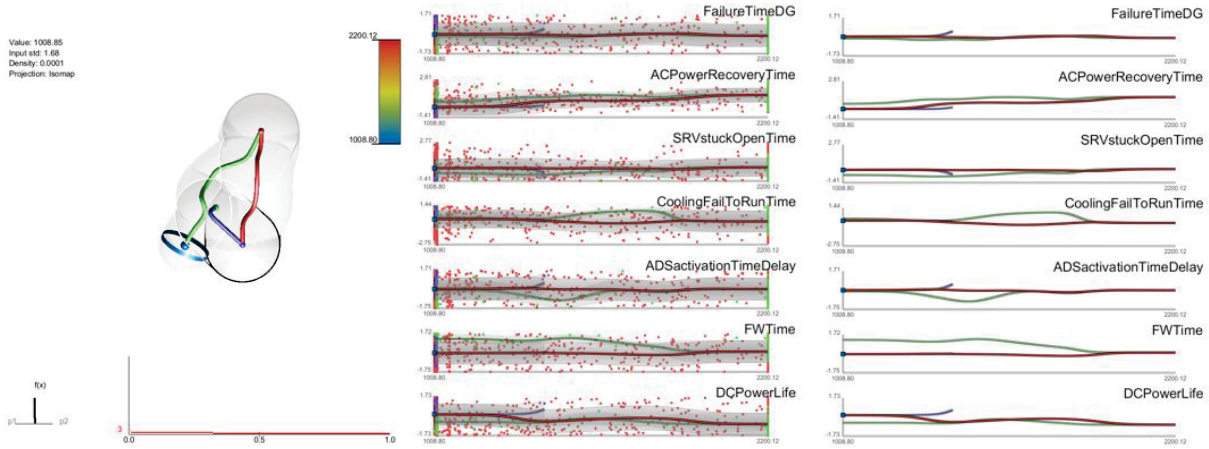 Value: 1008.85
Input std: 1.68
Density: 0.0001
Projection: Isomap
2200.12
1008.80
f(x)
p1
p2
3
0.0
0.5
1.0
1.71
FailureTimeDG
-1.73
1008.80
2200.12
2.81
ACPowerRecoveryTime
-1.41
1008.80
2200.12
2.77
SRVstuckOpenTime
-1.41
1008.80
2200.12
1.44
CoolingFailToRunTime
-2.75
1008.80
2200.12
1.71
ADSactivationTimeDelay
-1.75
1008.80
2200.12
1.72
FWTime
-1.75
1008.80
2200.12
1.73
DCPowerLife
-1.73
1008.80
2200.12
1.71
FailureTimeDG
-1.73
1008.80
2200.12
2.81
ACPowerRecoveryTime
-1.41
1008.80
2200.12
2.77
SRVstuckOpenTime
-1.41
1008.80
2200.12
1.44
CoolingFailToRunTime
-2.75
1008.80
2200.12
1.71
ADSactivationTimeDelay
-1.75
1008.80
2200.12
1.72
FWTime
-1.75
1008.80
2200.12
1.73
DCPowerLife
-1.73
1008.80
2200.12